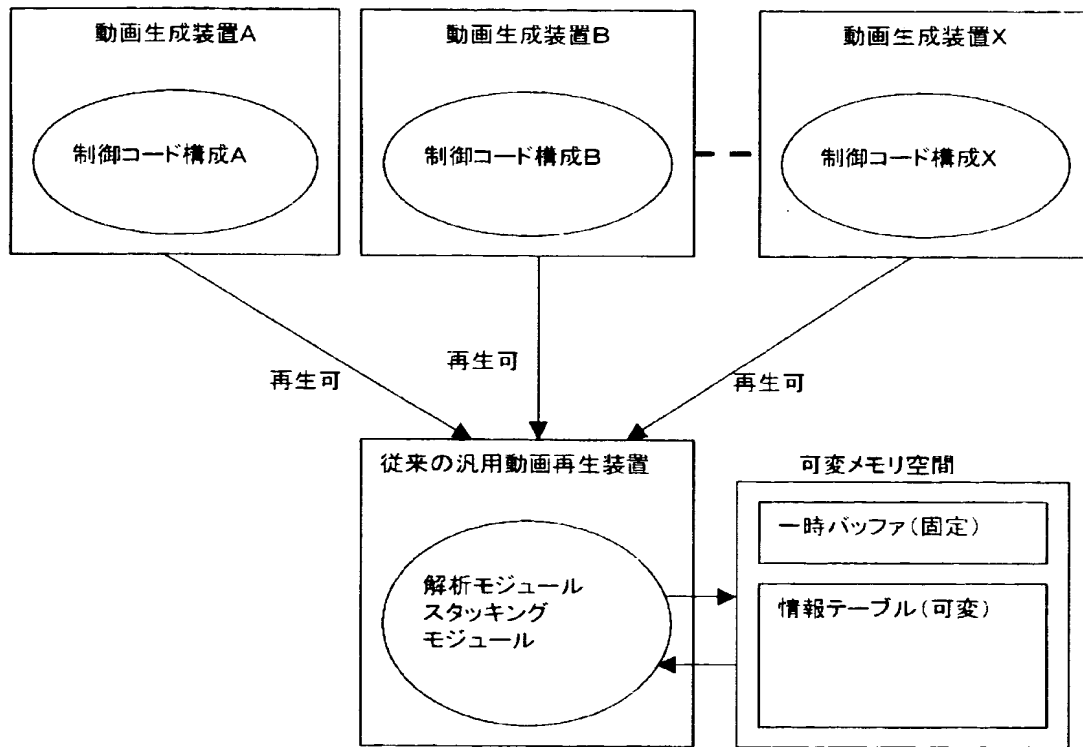 動画生成装置A
動画生成装置B
動画生成装置X
制御コード構成A
制御コード構成B
制御コード構成X
再生可
再生可
再生可
従来の汎用動画再生装置
可変メモリ空間
一時バッファ(固定)
解析モジュール
スタッキング
モジュール
情報テーブル(可変)